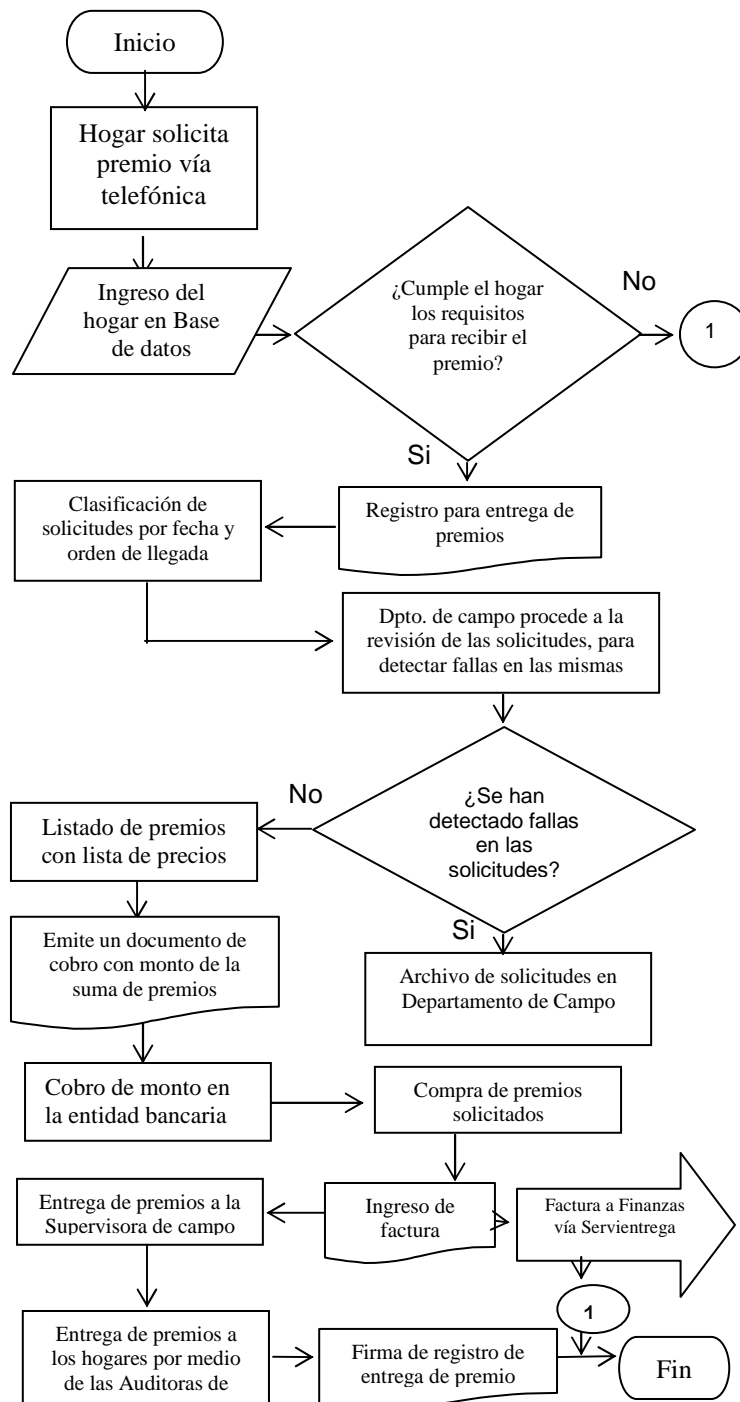 Inicio
Hogar solicita
premio vía
telefónica
Ingreso del
hogar en Base
de datos
¿Cumple el hogar
los requisitos
para recibir el
premio?
No
1
Si
Registro para entrega de
premios
Clasificación de
solicitudes por fecha y
orden de llegada
Dpto. de campo procede a la
revisión de las solicitudes, para
detectar fallas en las mismas
¿Se han
detectado fallas
en las
solicitudes?
No
Listado de premios
con lista de precios
Si
Emite un documento de
cobro con monto de la
suma de premios
Archivo de solicitudes en
Departamento de Campo
Cobro de monto en
la entidad bancaria
Compra de premios
solicitados
Entrega de premios a la
Supervisora de campo
Ingreso de
factura
Factura a Finanzas
vía Servientrega
1
Entrega de premios a
los hogares por medio
de las Auditoras de
Firma de registro de
entrega de premio
Fin